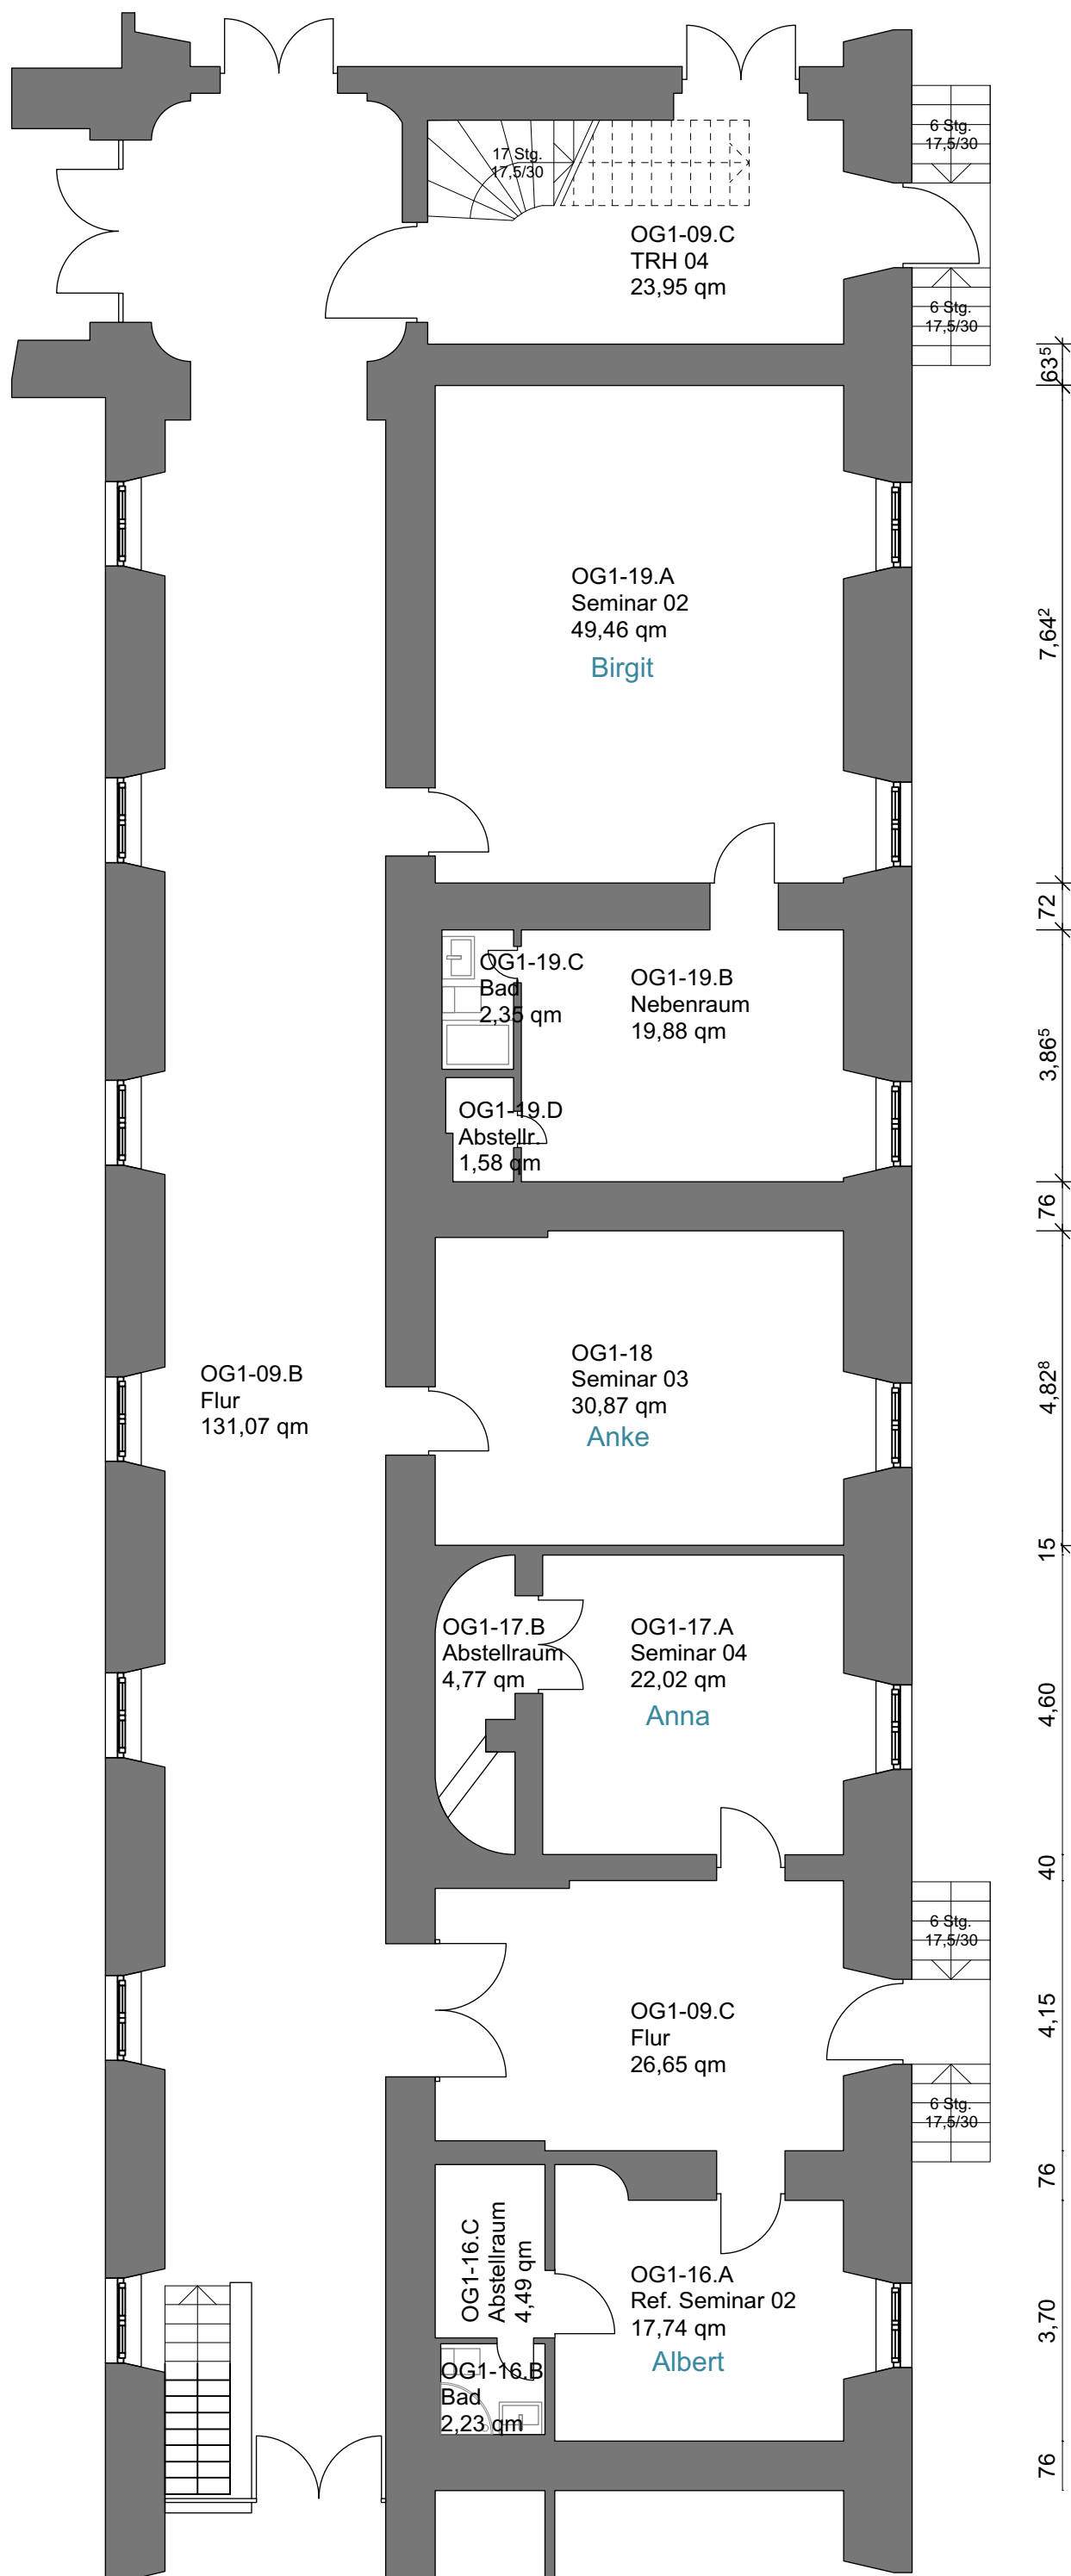 17 Stg.
17,5/30
6 Stg.
17,5/30
OG1-09.C
TRH 04
23,95 qm
6 Stg.
17,5/30
63⁵
OG1-19.A
Seminar 02
49,46 qm
Birgit
7,64²
72
OG1-19.C
Bad
2,35 qm
OG1-19.B
Nebenraum
19,88 qm
3,86⁵
OG1-19.D
Abstellr.
1,58 qm
76
OG1-09.B
Flur
131,07 qm
OG1-18
Seminar 03
30,87 qm
Anke
4,82⁸
15
OG1-17.B
Abstellraum
4,77 qm
OG1-17.A
Seminar 04
22,02 qm
Anna
4,60
40
6 Stg.
17,5/30
OG1-09.C
Flur
26,65 qm
4,15
6 Stg.
17,5/30
76
OG1-16.C
Abstellraum
4,49 qm
OG1-16.A
Ref. Seminar 02
17,74 qm
Albert
3,70
OG1-16.B
Bad
2,23 qm
76